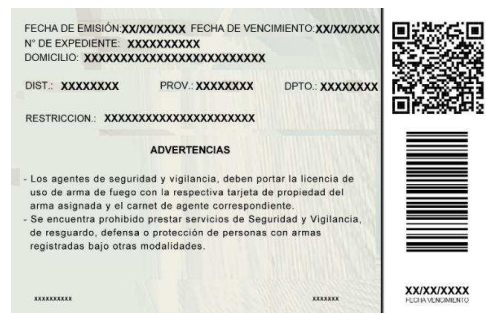 FECHA DE EMISIÓN:XX/XX/XXXX FECHA DE VENCIMIENTO:XX/XX/XXXX
N° DE EXPEDIENTE: XXXXXXXXXX
DOMICILIO: XXXXXXXXXXXXXXXXXXXXXXXXX
DIST.: XXXXXXXX PROV.: XXXXXXXX DPTO.: XXXXXXXX
RESTRICCION.: XXXXXXXXXXXXXXXXXXXXX
ADVERTENCIAS
- Los agentes de seguridad y vigilancia, deben portar la licencia de
uso de arma de fuego con la respectiva tarjeta de propiedad del
arma asignada y el carnet de agente correspondiente.
- Se encuentra prohibido prestar servicios de Seguridad y Vigilancia,
de resguardo, defensa o protección de personas con armas
registradas bajo otras modalidades.
xxxxxxxxxx xxxxxxx
XX/XX/XXXX
FECHA VENCIMIENTO